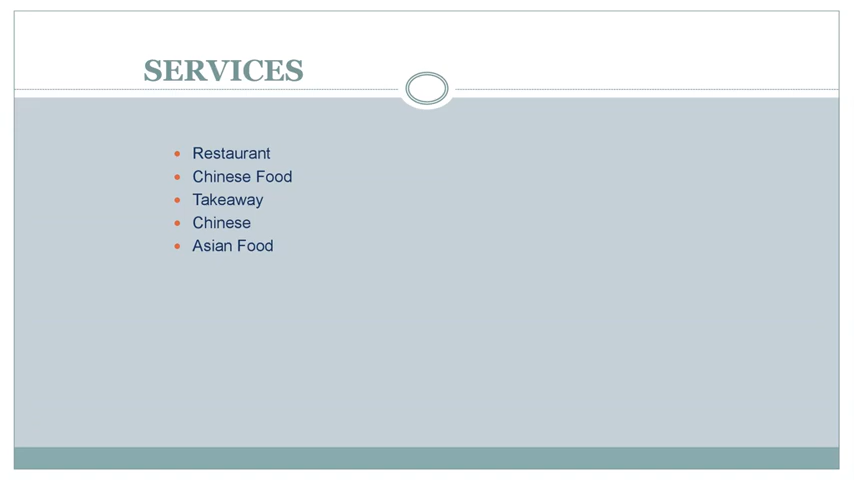 SERVICES
Restaurant
Chinese Food
Takeaway
Chinese
Asian Food